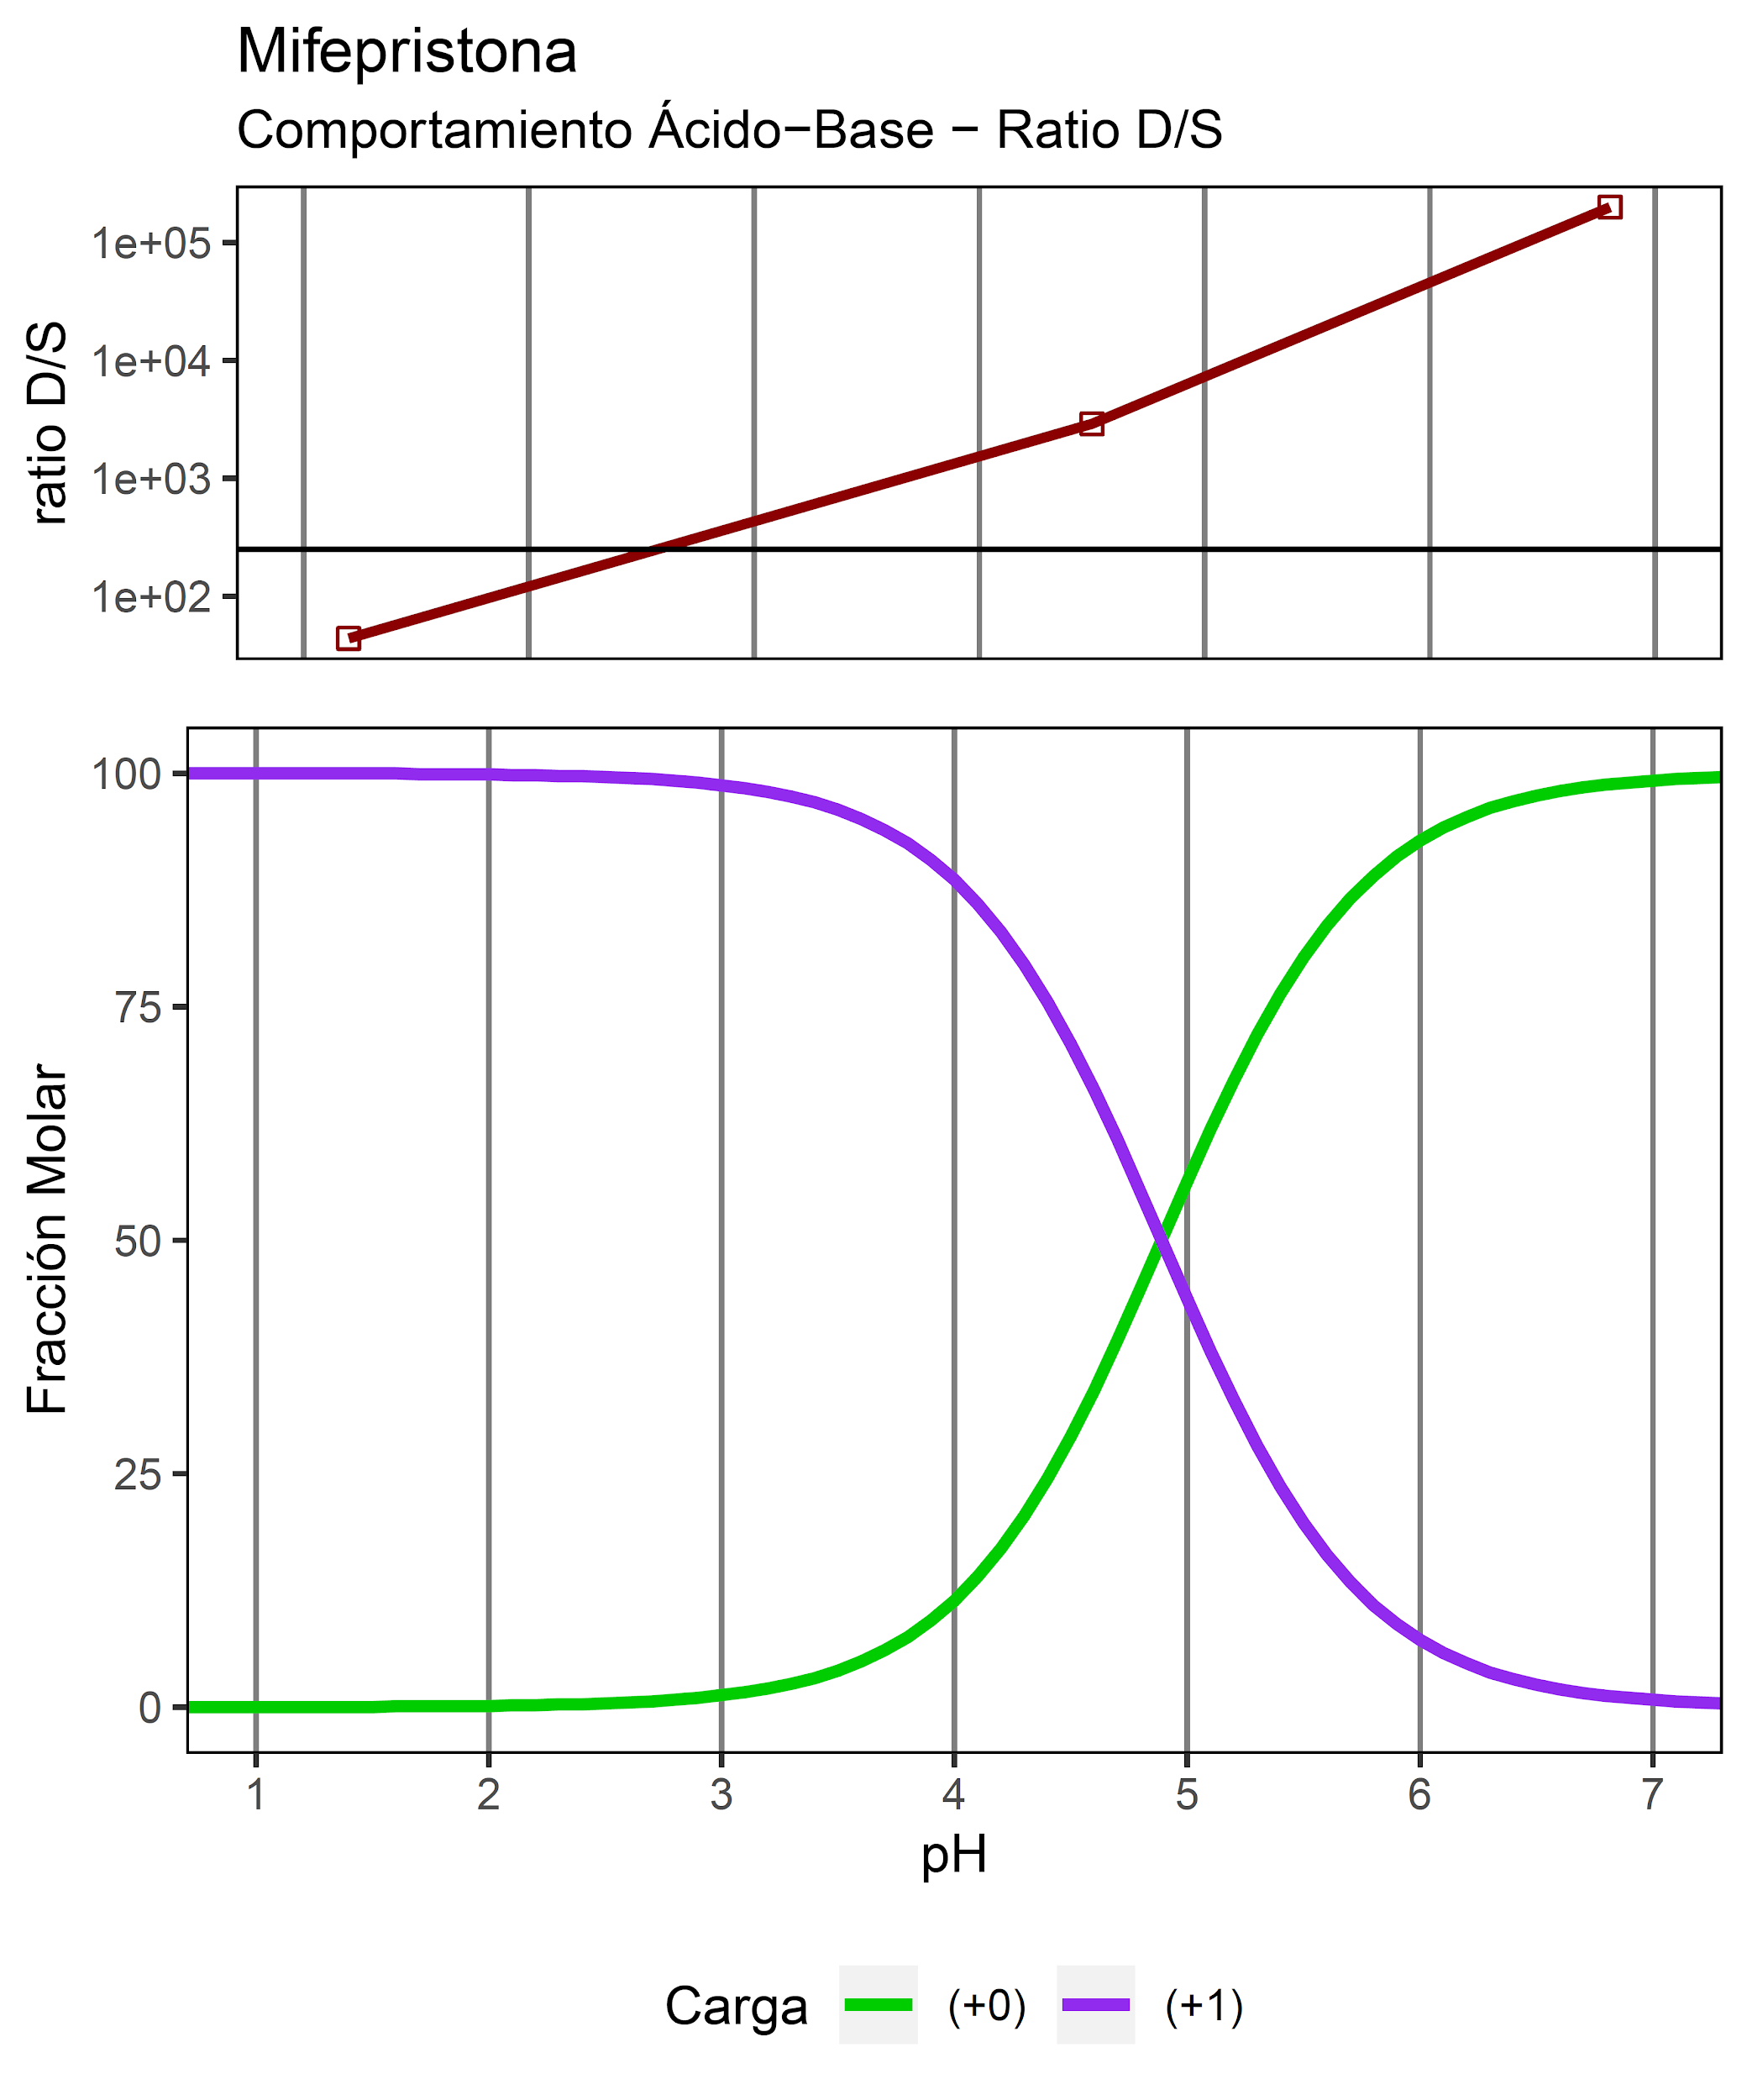 Mifepristona
Comportamiento Ácido−Base − Ratio D/S
ratio D/S
1e+05
1e+04
1e+03
1e+02
Fracción Molar
100
75
50
25
0
1 2 3 4 5 6 7
pH
Carga (+0) (+1)